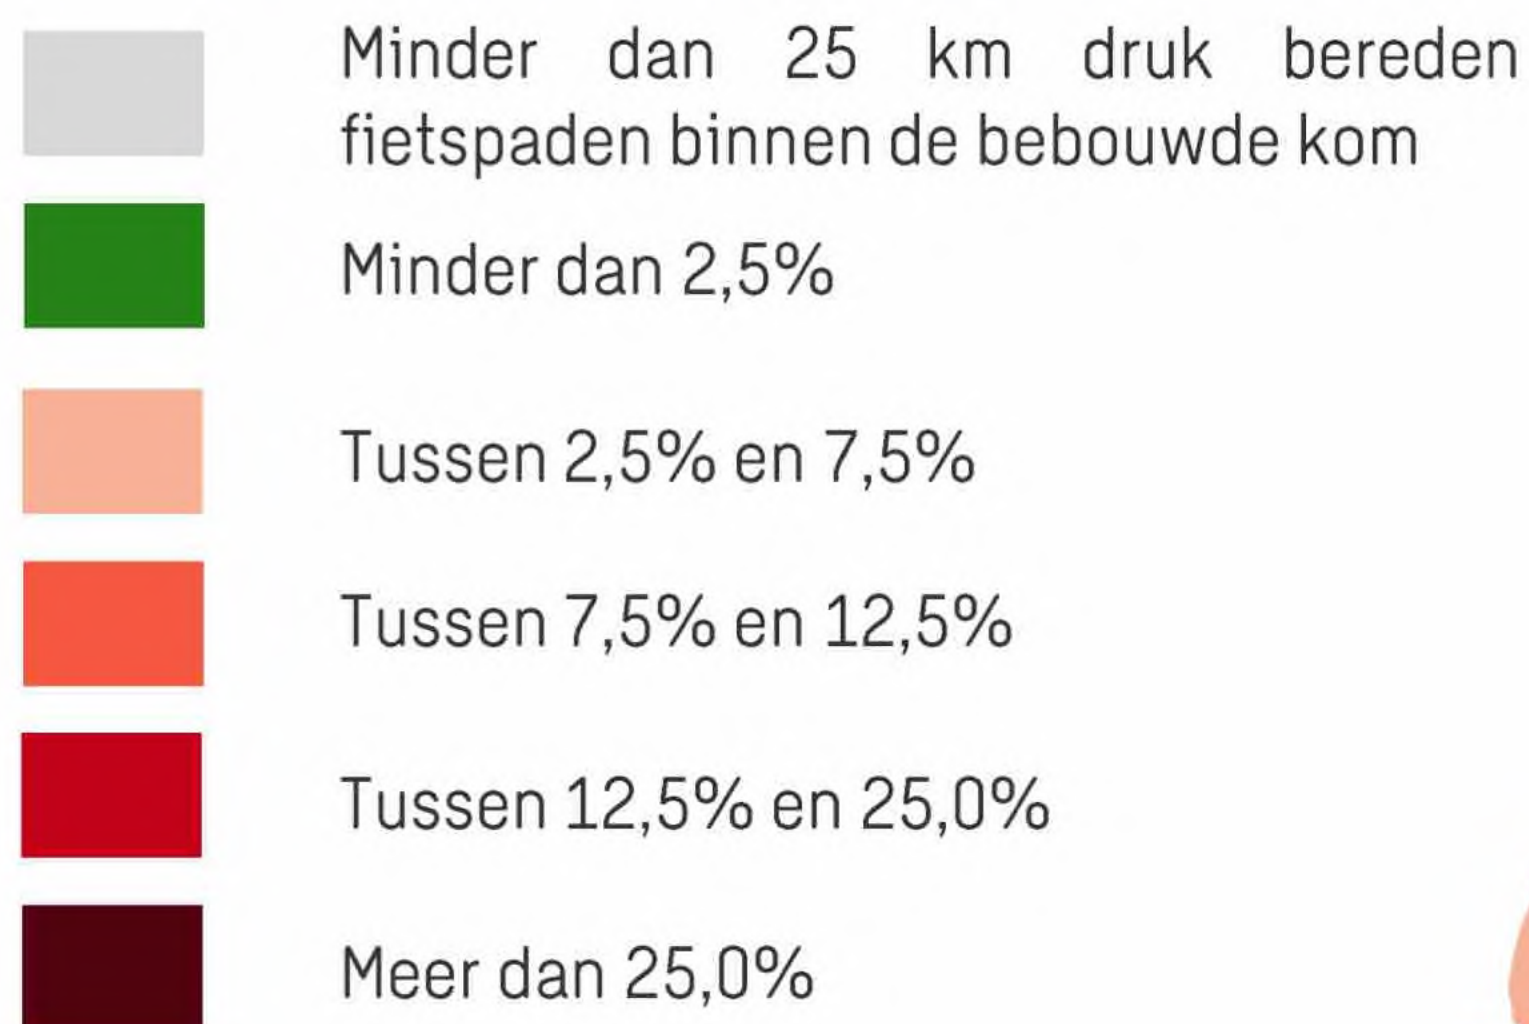 Minder dan 25 km druk bereden
fietspaden binnen de bebouwde kom
Minder dan 2,5%
Tussen 2,5% en 7,5%
Tussen 7,5% en 12,5%
Tussen 12,5% en 25,0%
Meer dan 25,0%